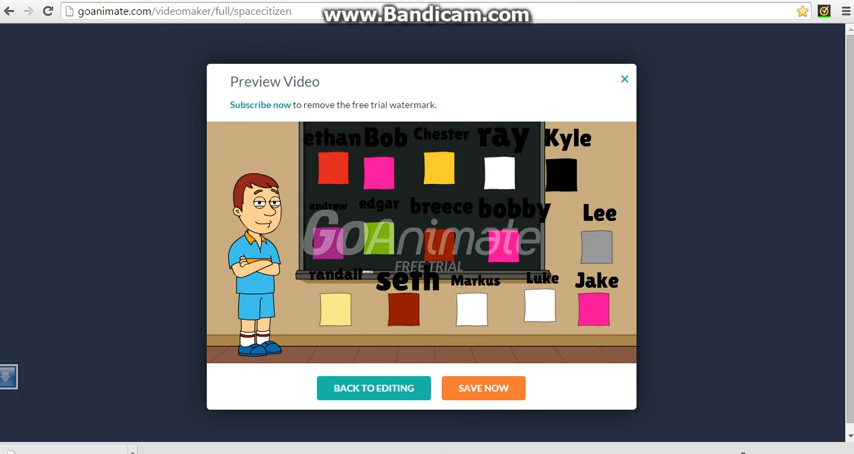 goanimate.com/videomaker/full/spacecitizen
www.Bandicam.com
Preview Video
Subscribe now to remove the free trial watermark.
ethan Bob Chester ray Kyle
andrew edgar breece bobby Lee
GoAnimate
FREE TRIAL
randall seth Markus Luke Jake
BACK TO EDITING SAVE NOW